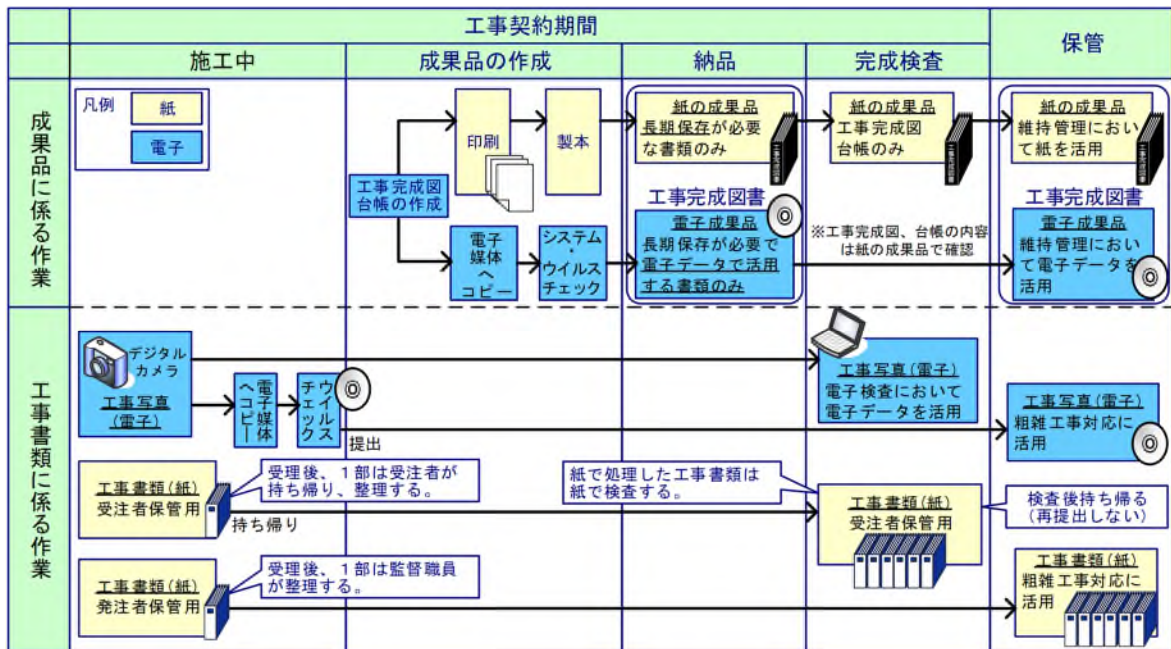 工事契約期間
保管
施工中
成果品の作成
納品
完成検査
成果品に係る作業
凡例
紙
電子
工事完成図
台帳の作成
印刷
製本
電子
媒体
へ
コピー
システム
・
ウイルス
チェック
紙の成果品
長期保存が必要
な書類のみ
工事完成図書
工事完成図書
電子成果品
長期保存が必要で
電子データで活用
する書類のみ
紙の成果品
工事完成図
台帳のみ
工事完成図書
※工事完成図、台帳の内容
は紙の成果品で確認
紙の成果品
維持管理におい
て紙を活用
工事完成図書
工事完成図書
電子成果品
維持管理におい
て電子データを
活用
工事書類に係る作業
デジタル
カメラ
工事写真
(電子)
電子媒体
へコピー
ウイルス
チェック
提出
工事写真(電子)
電子検査において
電子データを活用
工事写真(電子)
粗雑工事対応に
活用
工事書類(紙)
受注者保管用
受理後、1部は受注者が
持ち帰り、整理する。
持ち帰り
紙で処理した工事書類は
紙で検査する。
工事書類(紙)
受注者保管用
検査後持ち帰る
(再提出しない)
工事書類(紙)
発注者保管用
受理後、1部は監督職員
が整理する。
工事書類(紙)
粗雑工事対応に
活用